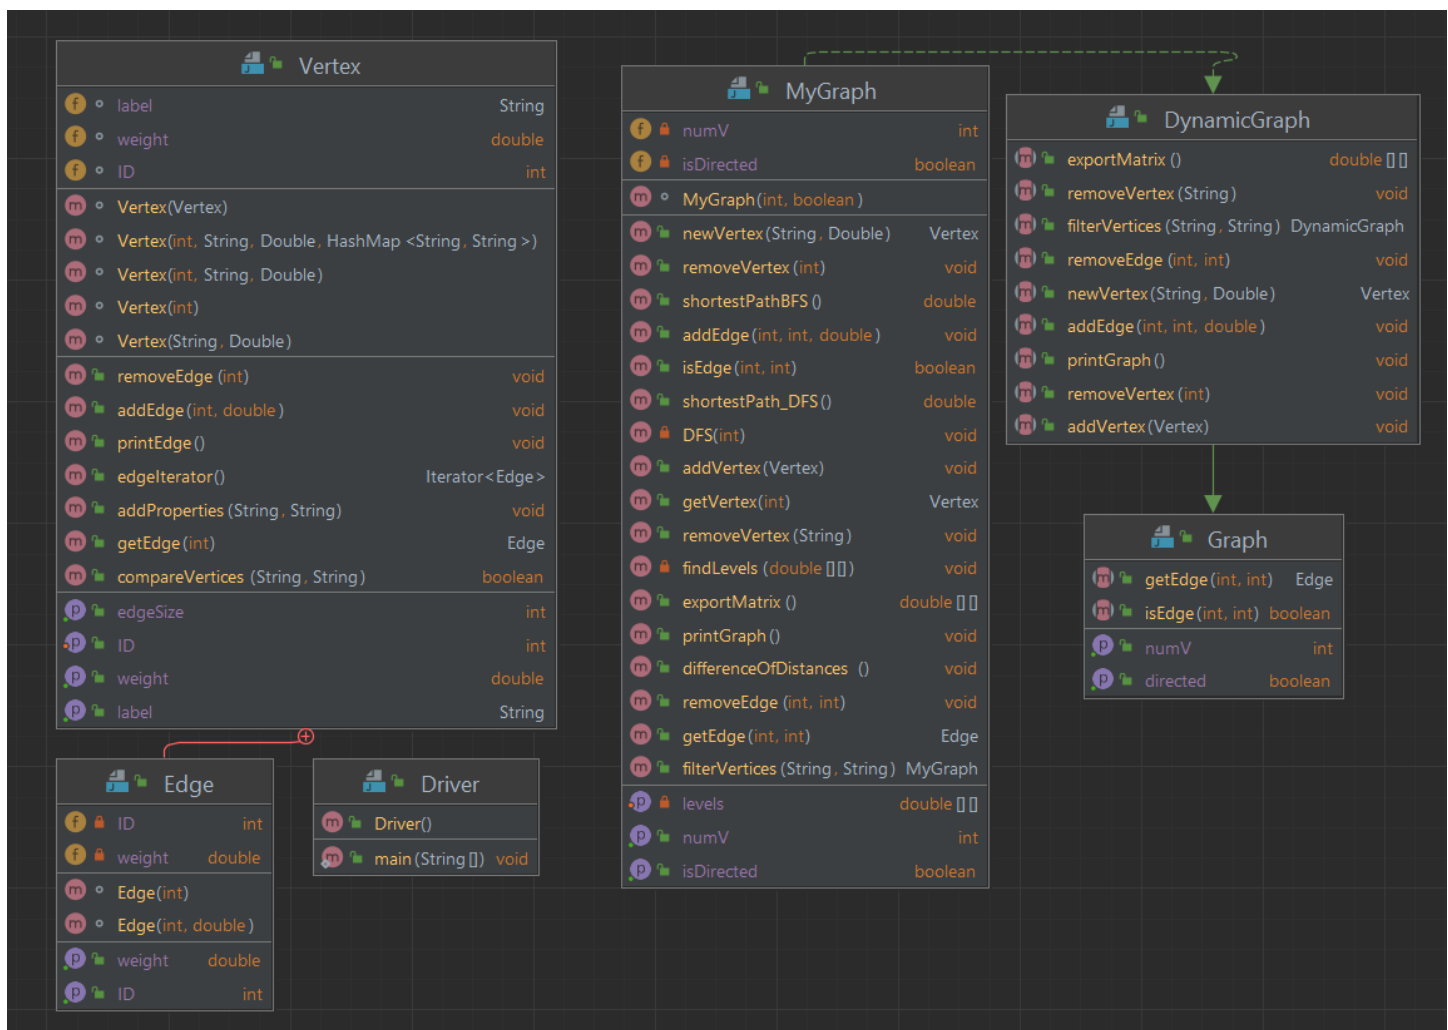 Vertex
label String
weight double
ID int
Vertex(Vertex)
Vertex(int, String, Double, HashMap <String, String >)
Vertex(int, String, Double)
Vertex(int)
Vertex(String, Double)
removeEdge (int) void
addEdge(int, double ) void
printEdge() void
edgeIterator() Iterator<Edge>
addProperties (String, String) void
getEdge(int) Edge
compareVertices (String, String) boolean
edgeSize int
ID int
weight double
label String
Edge
ID int
weight double
Edge(int)
Edge(int, double )
weight double
ID int
Driver
Driver()
main (String []) void
MyGraph
numV int
isDirected boolean
MyGraph(int, boolean )
newVertex(String, Double) Vertex
removeVertex (int) void
shortestPathBFS () double
addEdge(int, int, double ) void
isEdge(int, int) boolean
shortestPath_DFS() double
DFS(int) void
addVertex(Vertex) void
getVertex(int) Vertex
removeVertex (String) void
findLevels (double [][]) void
exportMatrix () double [] []
printGraph() void
differenceOfDistances () void
removeEdge (int, int) void
getEdge(int, int) Edge
filterVertices (String, String) MyGraph
levels double [] []
numV int
isDirected boolean
DynamicGraph
exportMatrix () double [] []
removeVertex (String) void
filterVertices (String, String) DynamicGraph
removeEdge (int, int) void
newVertex(String, Double) Vertex
addEdge(int, int, double ) void
printGraph() void
removeVertex (int) void
addVertex(Vertex) void
Graph
getEdge(int, int) Edge
isEdge(int, int) boolean
numV int
directed boolean